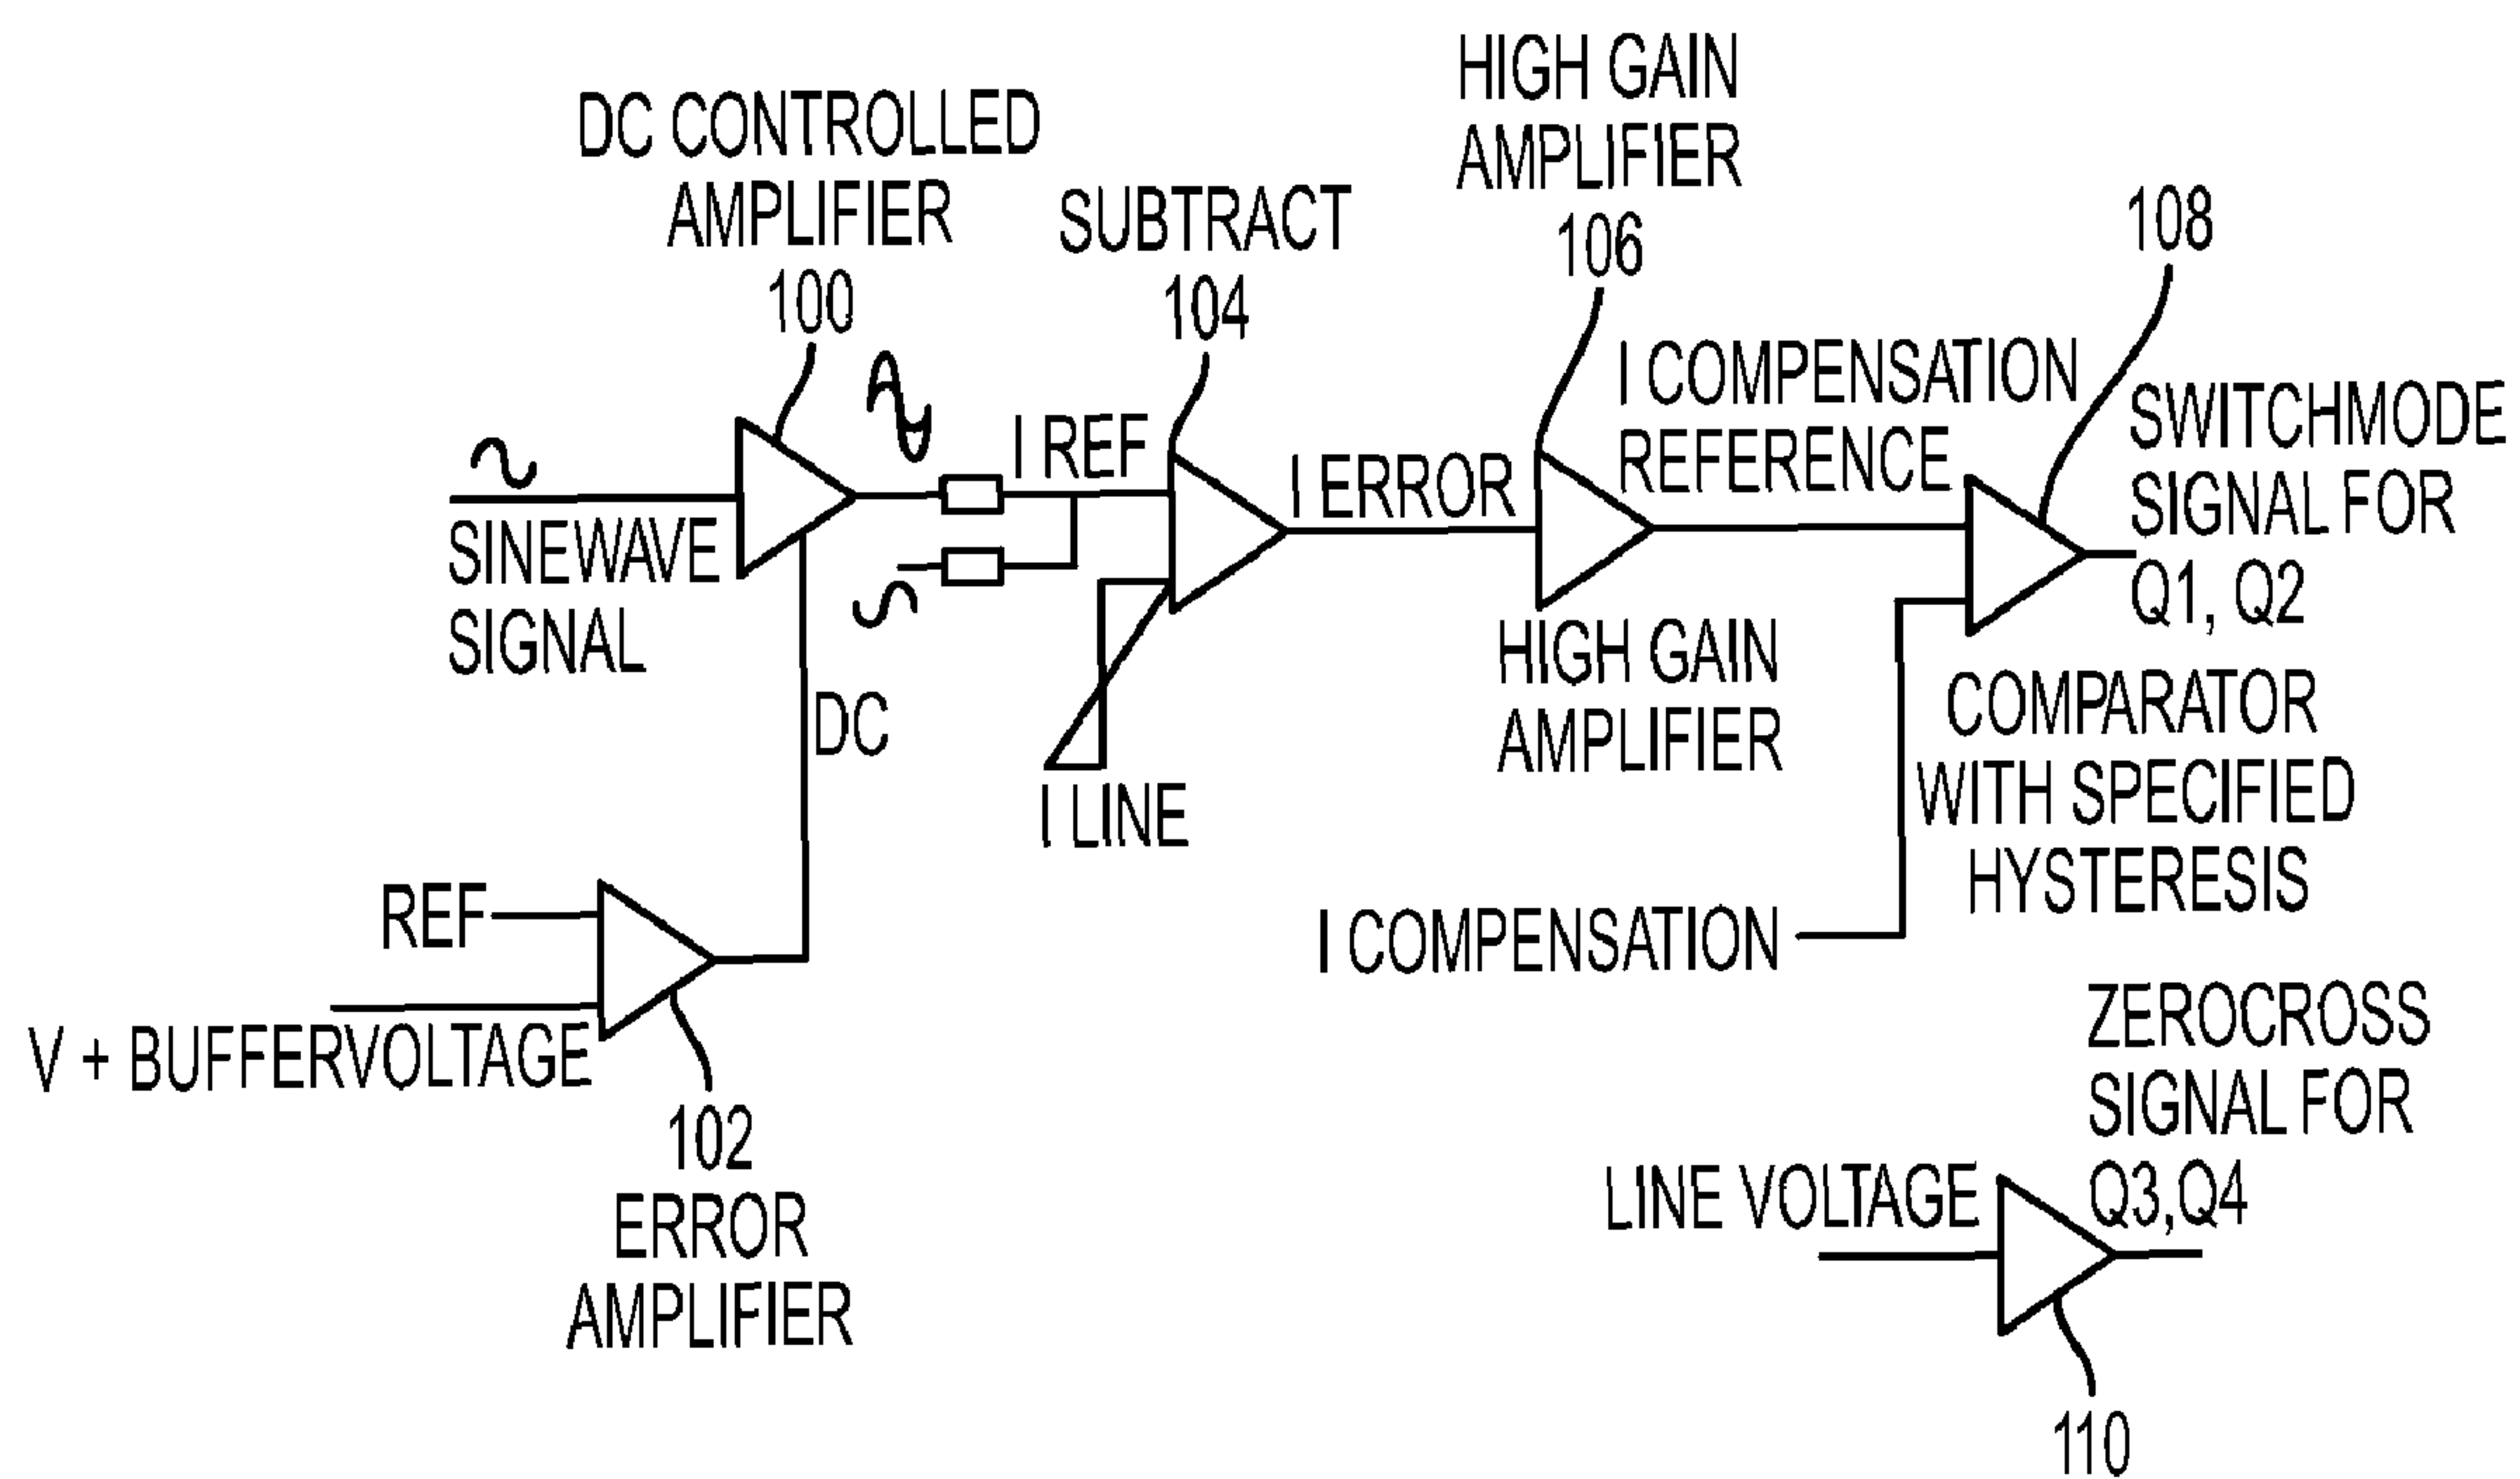 DC CONTROLLED
AMPLIFIER
100
SUBTRACT
104
HIGH GAIN
AMPLIFIER
106
108
I REF
I ERROR
I COMPENSATION
REFERENCE
SWITCHMODE
SIGNAL FOR
Q1, Q2
SINEWAVE
SIGNAL
DC
I LINE
HIGH GAIN
AMPLIFIER
COMPARATOR
WITH SPECIFIED
HYSTERESIS
REF
I COMPENSATION
V + BUFFERVOLTAGE
102
ERROR
AMPLIFIER
ZEROCROSS
SIGNAL FOR
Q3,Q4
LINE VOLTAGE
110